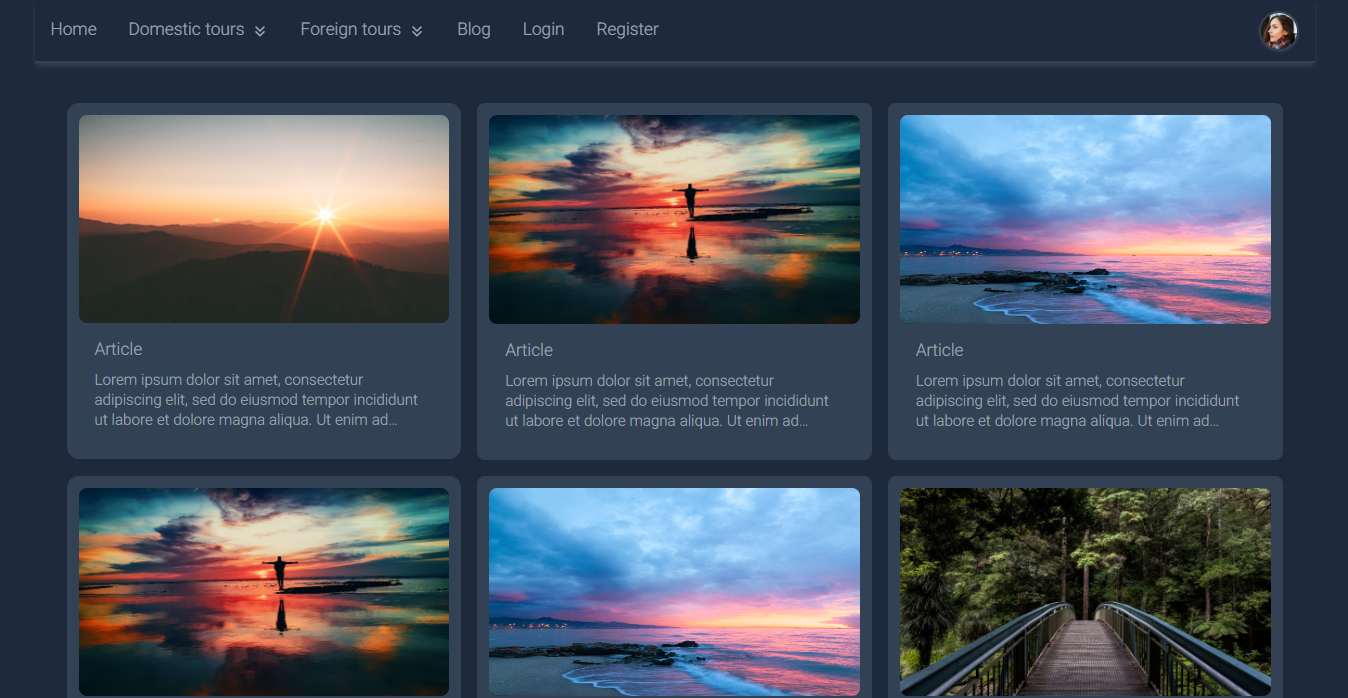 Home Domestic tours Foreign tours Blog Login Register
Article
Lorem ipsum dolor sit amet, consectetur
adipiscing elit, sed do eiusmod tempor incididunt
ut labore et dolore magna aliqua. Ut enim ad...
Article
Lorem ipsum dolor sit amet, consectetur
adipiscing elit, sed do eiusmod tempor incididunt
ut labore et dolore magna aliqua. Ut enim ad...
Article
Lorem ipsum dolor sit amet, consectetur
adipiscing elit, sed do eiusmod tempor incididunt
ut labore et dolore magna aliqua. Ut enim ad...